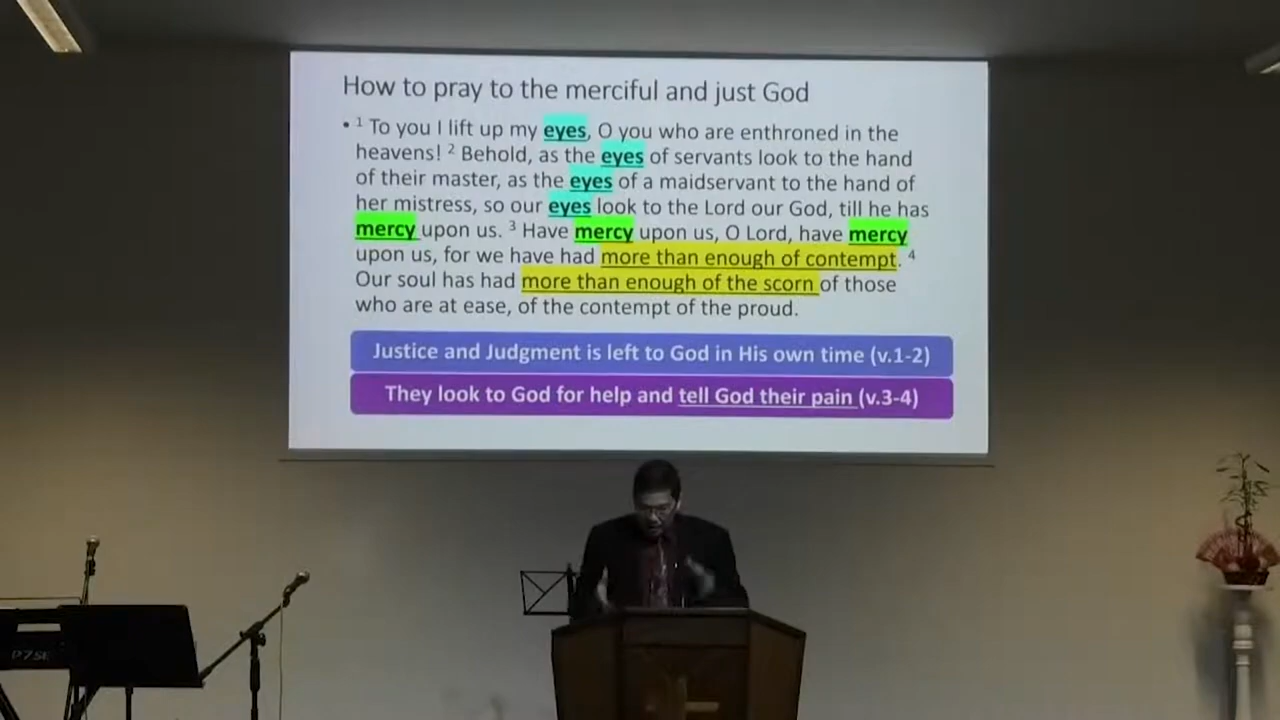 How to pray to the merciful and just God
• ¹ To you I lift up my eyes, O you who are enthroned in the
heavens! ² Behold, as the eyes of servants look to the hand
of their master, as the eyes of a maidservant to the hand of
her mistress, so our eyes look to the Lord our God, till he has
mercy upon us. ³ Have mercy upon us, O Lord, have mercy
upon us, for we have had more than enough of contempt. ⁴
Our soul has had more than enough of the scorn of those
who are at ease, of the contempt of the proud.
Justice and Judgment is left to God in His own time (v.1-2)
They look to God for help and tell God their pain (v.3-4)